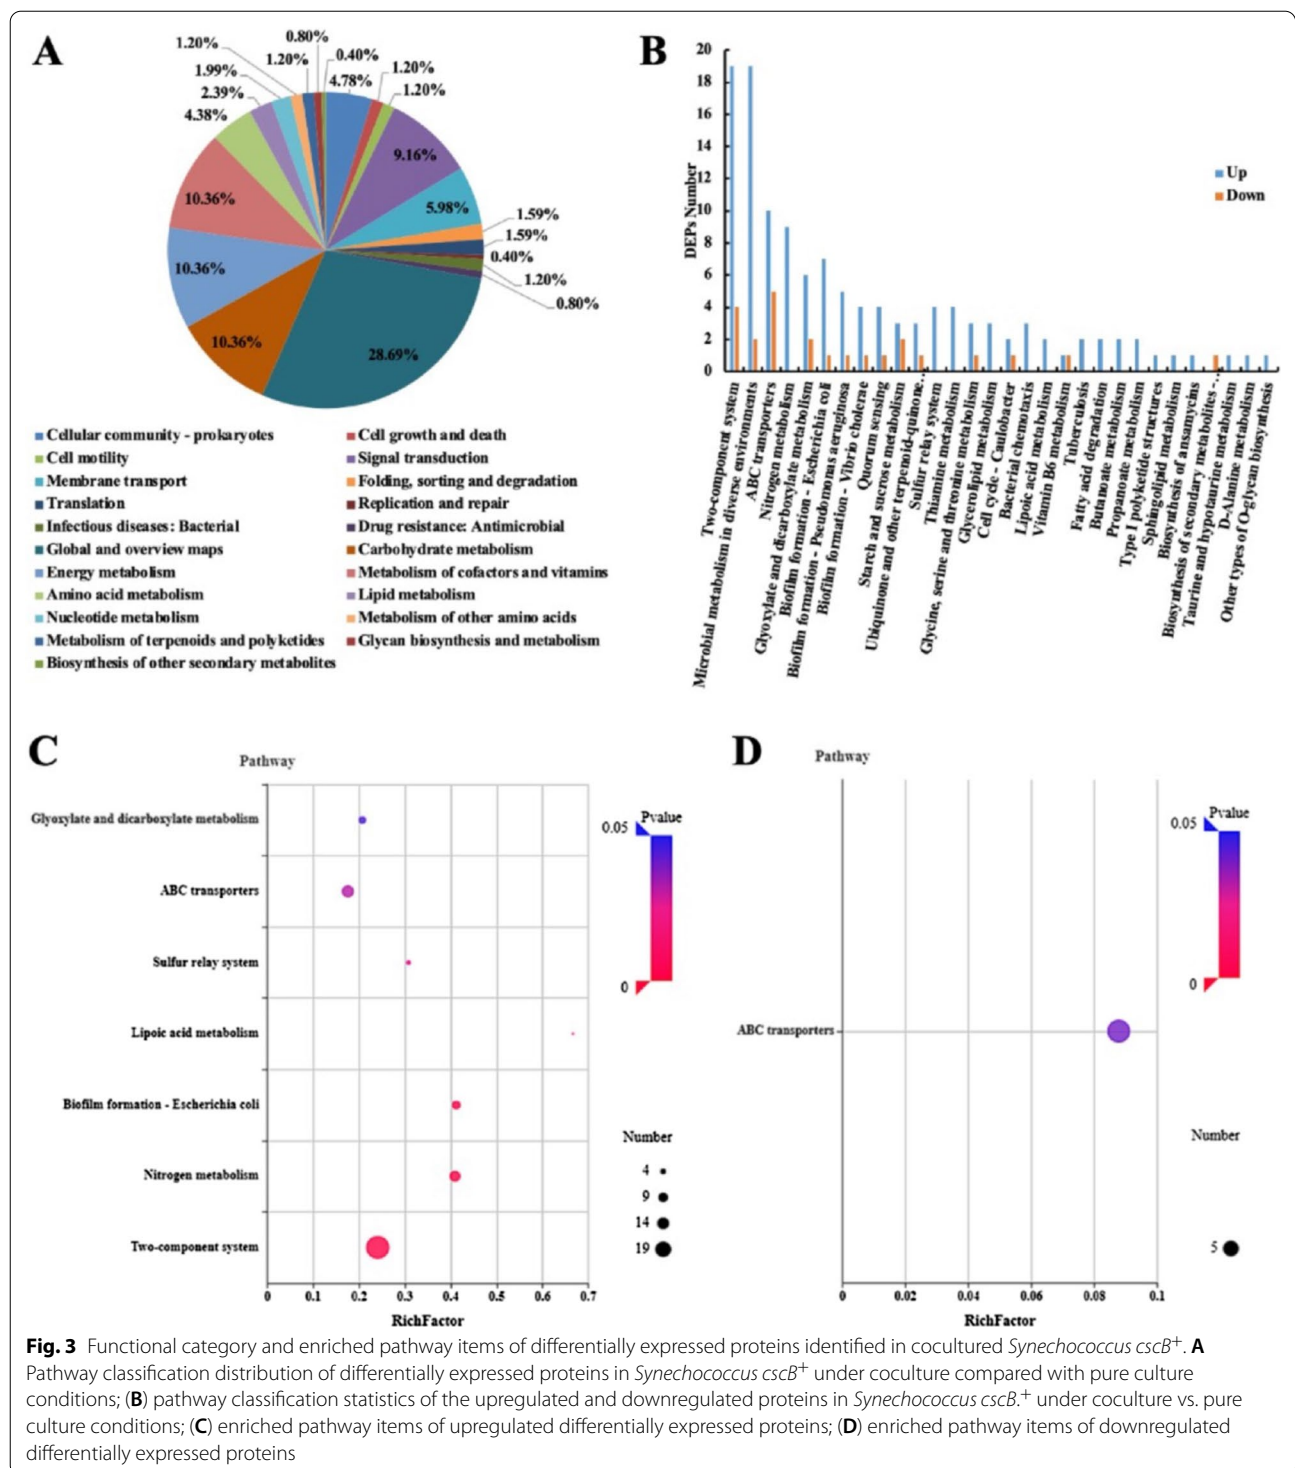 A
1.20%
0.80%
1.20%
0.40%
1.99%
4.78%
1.20%
2.39%
1.20%
4.38%
9.16%
10.36%
5.98%
1.59%
1.59%
10.36%
0.40%
1.20%
0.80%
10.36%
28.69%
Cellular community - prokaryotes
Cell growth and death
Cell motility
Signal transduction
Membrane transport
Folding, sorting and degradation
Translation
Replication and repair
Infectious diseases: Bacterial
Drug resistance: Antimicrobial
Global and overview maps
Carbohydrate metabolism
Energy metabolism
Metabolism of cofactors and vitamins
Amino acid metabolism
Lipid metabolism
Nucleotide metabolism
Metabolism of other amino acids
Metabolism of terpenoids and polyketides
Glycan biosynthesis and metabolism
Biosynthesis of other secondary metabolites
B
20
18
16
14
12
10
8
6
4
2
0
DEPs Number
Up
Down
Two-component system
Microbial metabolism in diverse environments
ABC transporters
Nitrogen metabolism
Glyoxylate and dicarboxylate metabolism
Biofilm formation - Escherichia coli
Biofilm formation - Pseudomonas aeruginosa
Biofilm formation - Vibrio cholerae
Quorum sensing
Starch and sucrose metabolism
Ubiquinone and other terpenoid-quinone…
Sulfur relay system
Thiamine metabolism
Glycine, serine and threonine metabolism
Glycerolipid metabolism
Cell cycle - Caulobacter
Bacterial chemotaxis
Lipoic acid metabolism
Vitamin B6 metabolism
Tuberculosis
Fatty acid degradation
Butanoate metabolism
Propanoate metabolism
Type I polyketide structures
Sphingolipid metabolism
Biosynthesis of ansamycins
Biosynthesis of secondary metabolites -…
Taurine and hypotaurine metabolism
D-Alanine metabolism
Other types of O-glycan biosynthesis
C
Pathway
Glyoxylate and dicarboxylate metabolism
ABC transporters
Sulfur relay system
Lipoic acid metabolism
Biofilm formation - Escherichia coli
Nitrogen metabolism
Two-component system
0 0.1 0.2 0.3 0.4 0.5 0.6 0.7
RichFactor
Pvalue
0.05
0
Number
4
9
14
19
D
Pathway
ABC transporters
0 0.02 0.04 0.06 0.08 0.1
RichFactor
Pvalue
0.05
0
Number
5
Fig. 3 Functional category and enriched pathway items of differentially expressed proteins identified in cocultured Synechococcus cscB+. A
Pathway classification distribution of differentially expressed proteins in Synechococcus cscB+ under coculture compared with pure culture
conditions; (B) pathway classification statistics of the upregulated and downregulated proteins in Synechococcus cscB.+ under coculture vs. pure
culture conditions; (C) enriched pathway items of upregulated differentially expressed proteins; (D) enriched pathway items of downregulated
differentially expressed proteins